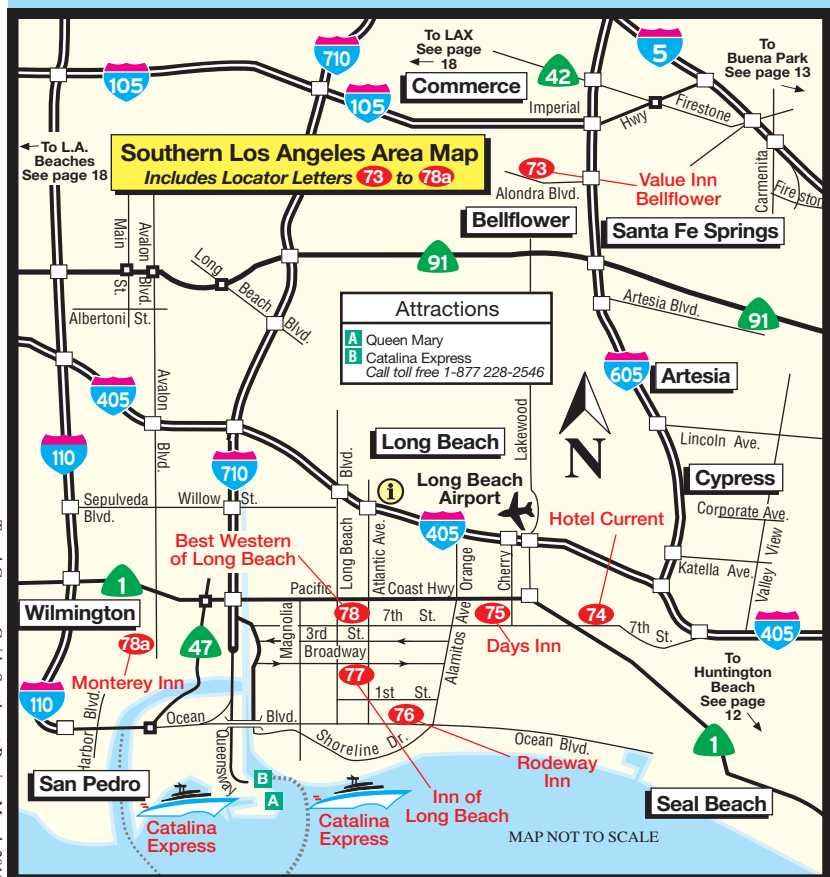 105
710
105
To LAX
See page
18
Commerce
42
5
To
Buena Park
See page 13
Imperial
Hwy
Firestone
To L.A.
Beaches
See page 18
Southern Los Angeles Area Map
Includes Locator Letters 73 to 78a
73
Alondra Blvd.
Value Inn
Bellflower
Carmenita
Bellflower
Santa Fe Springs
Main
St.
Avalon
Blvd.
Long
Beach
Blvd.
91
Albertoni St.
Attractions
A Queen Mary
B Catalina Express
Call toll free 1-877 228-2546
Artesia Blvd.
91
405
Avalon
Blvd.
Lakewood
605
Artesia
N
110
710
Long Beach
Lincoln Ave.
Cypress
Sepulveda
Blvd.
Willow St.
Long Beach
Blvd.
Atlantic Ave.
i
Long Beach
Airport
405
Hotel Current
Corporate Ave.
Valley View
Katella Ave.
Best Western
of Long Beach
Orange
Cherry
1
Pacific
Coast Hwy
Wilmington
Magnolia
78
7th St.
75
Days Inn
74
7th
St.
405
3rd
St.
Broadway
Alamitos Ave
78a
Monterey Inn
47
77
1st St.
76
To
Huntington
Beach
See page
12
110
Harbor Blvd.
Ocean
Blvd.
Queensway
Shoreline Dr.
Ocean Blvd.
Rodeway
Inn
1
San Pedro
B
A
Inn of
Long Beach
Seal Beach
Catalina
Express
Catalina
Express
MAP NOT TO SCALE